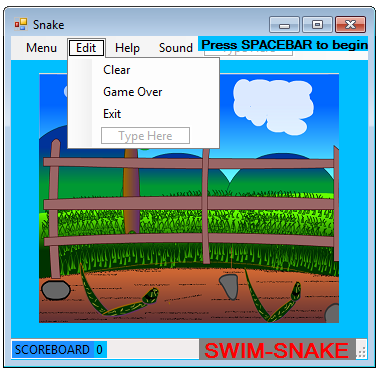 Snake
Menu Edit Help Sound
Press SPACEBAR to begin
Clear
Game Over
Exit
Type Here
SCOREBOARD 0
SWIM-SNAKE